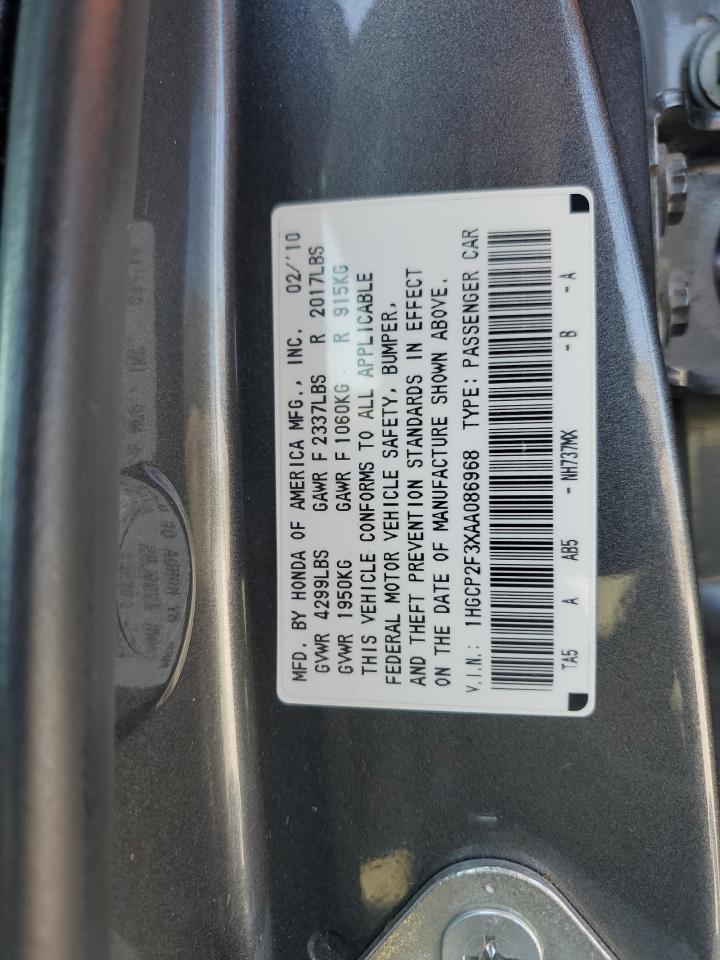 MFD. BY HONDA OF AMERICA MFG., INC. 02/'10
GVWR 4299LBS GAWR F 2337LBS R 2017LBS
GVWR 1950KG GAWR F 1060KG R 915KG
THIS VEHICLE CONFORMS TO ALL APPLICABLE
FEDERAL MOTOR VEHICLE SAFETY, BUMPER,
AND THEFT PREVENTION STANDARDS IN EFFECT
ON THE DATE OF MANUFACTURE SHOWN ABOVE.
V.I.N.: 1HGCP2F3XAA086968 TYPE: PASSENGER CAR
TA5 A AB5 - NH737MX - B - A